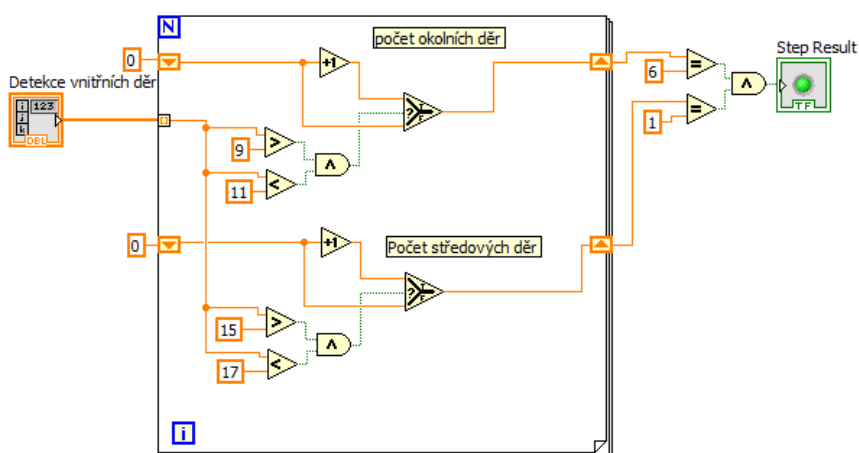 N
počet okolních děr
0
+1
Step Result
6
=
Detekce vnitřních děr
∧
TF
i 123
j
k
DBL
?
T
F
=
1
9
>
∧
11
<
0
+1
Počet středových děr
?
T
F
15
>
∧
17
<
i